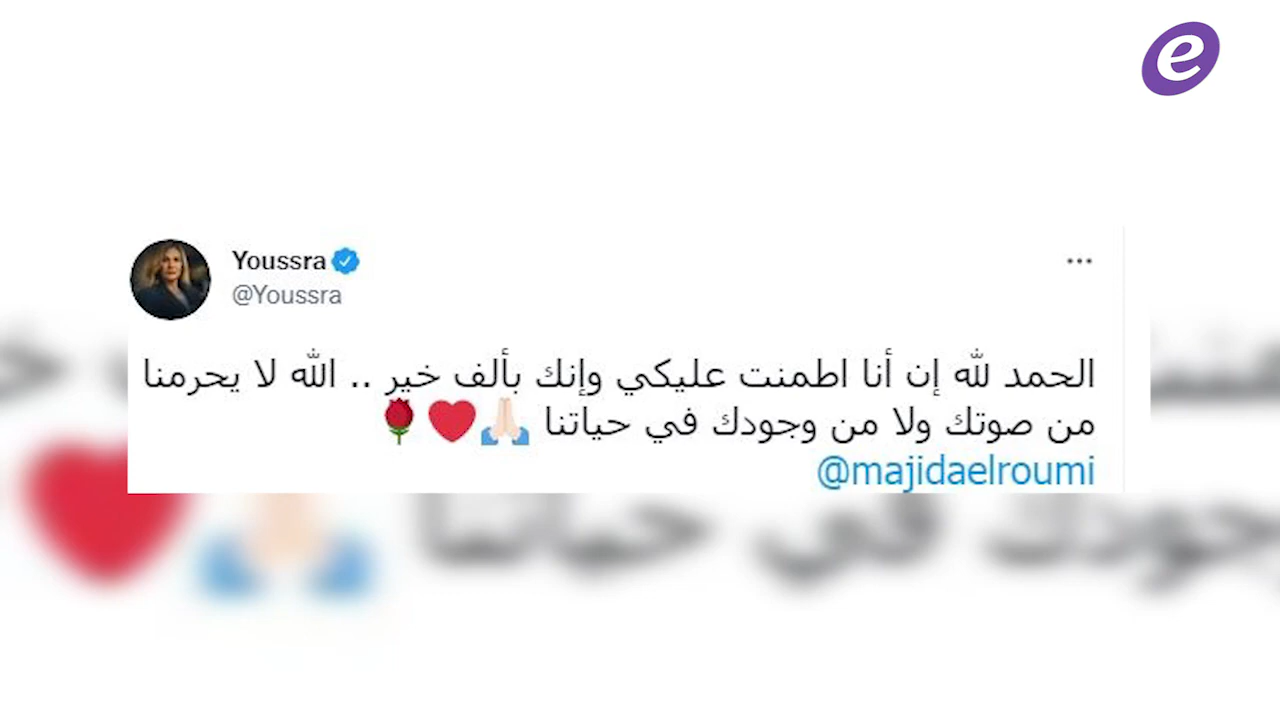 e
Youssra
@Youssra
الحمد لله إن أنا اطمنت عليكي وإنك بألف خير .. الله لا يحرمنا
من صوتك ولا من وجودك في حياتنا 🙏🏻❤️🌹
@majidaelroumi